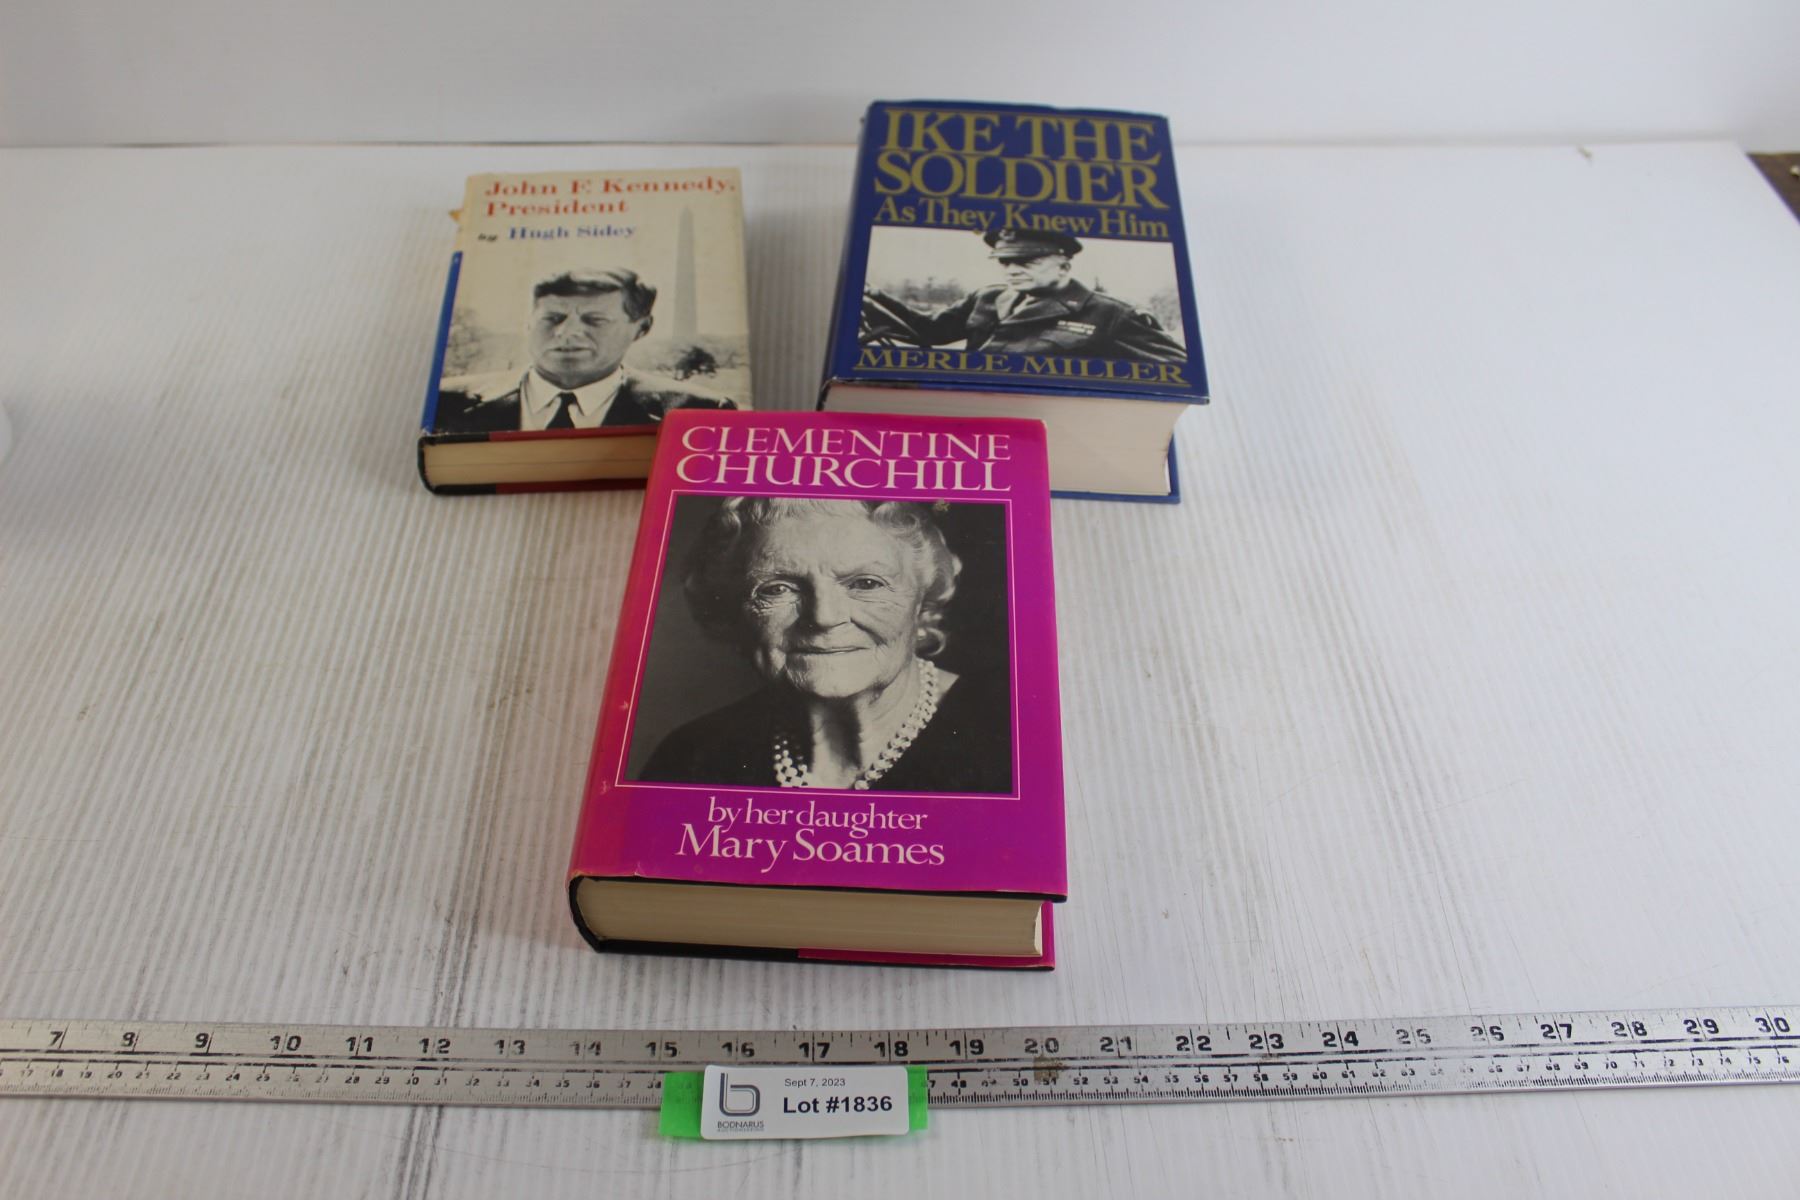 John F. Kennedy,
President
by Hugh Sidey
IKE THE
SOLDIER
As They Knew Him
MERLE MILLER
CLEMENTINE
CHURCHILL
by her daughter
Mary Soames
7 8 9 10 11 12 13 14 15 16 17 18 19 20 21 22 23 24 25 26 27 28 29 30
Sept 7, 2023
Lot #1836
BODNARUS
AUCTIONEERING